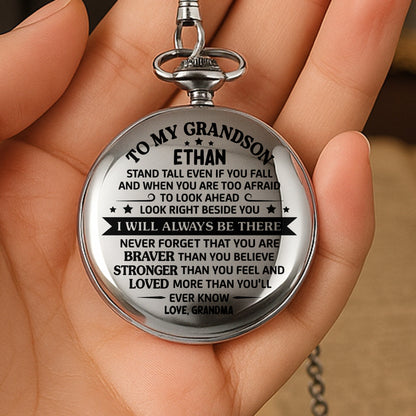 TO MY GRANDSON
ETHAN
STAND TALL EVEN IF YOU FALL
AND WHEN YOU ARE TOO AFRAID
TO LOOK AHEAD
LOOK RIGHT BESIDE YOU
I WILL ALWAYS BE THERE
NEVER FORGET THAT YOU ARE
BRAVER THAN YOU BELIEVE
STRONGER THAN YOU FEEL AND
LOVED MORE THAN YOU'LL
EVER KNOW
LOVE, GRANDMA